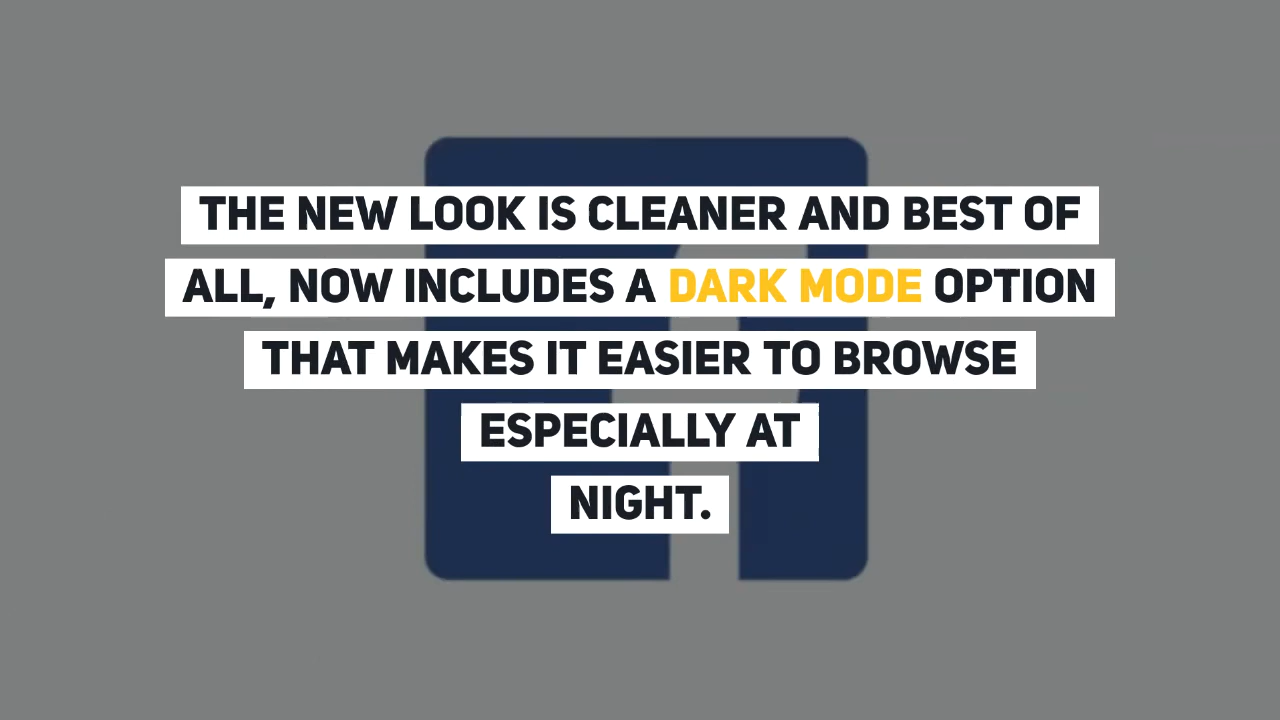 THE NEW LOOK IS CLEANER AND BEST OF
ALL, NOW INCLUDES A DARK MODE OPTION
THAT MAKES IT EASIER TO BROWSE
ESPECIALLY AT
NIGHT.